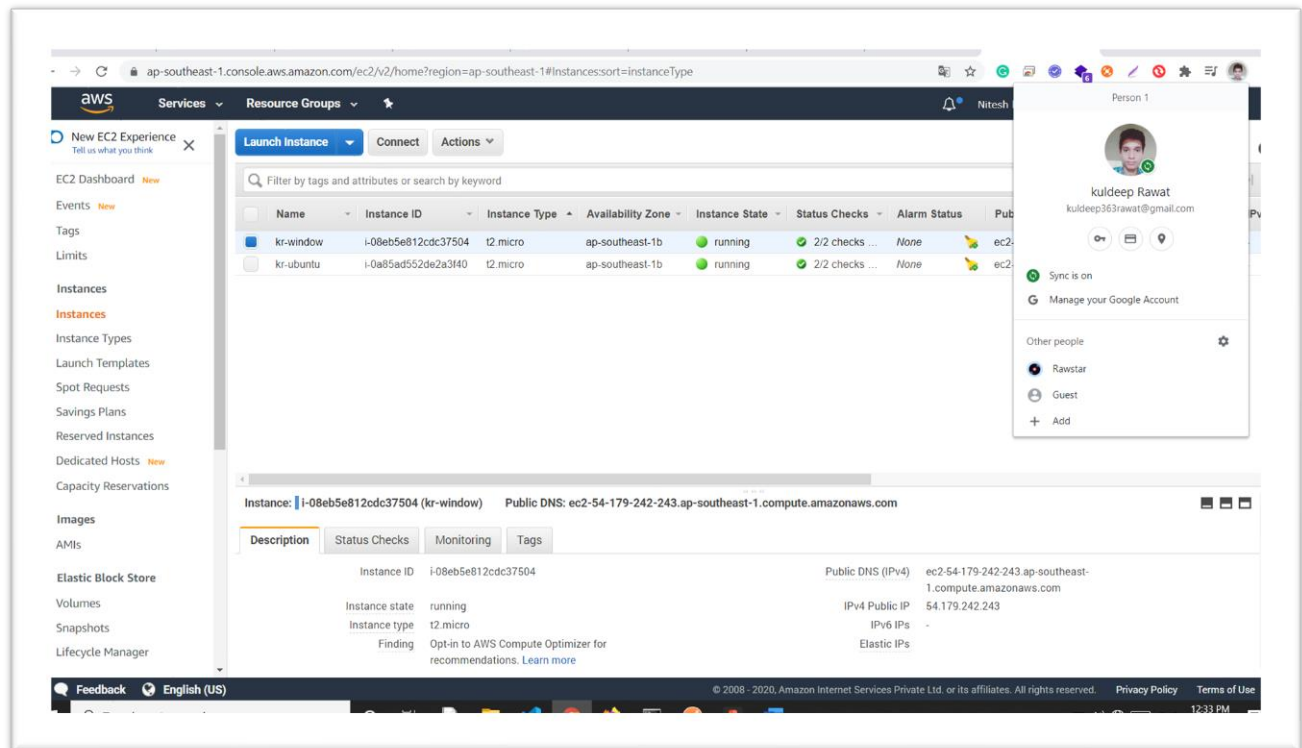 ap-southeast-1.console.aws.amazon.com/ec2/v2/home?region=ap-southeast-1#Instances:sort=instanceType
aws Services Resource Groups Nitesh
Person 1
kuldeep Rawat
kuldeep363rawat@gmail.com
Sync is on
Manage your Google Account
Other people
Rawstar
Guest
Add
New EC2 Experience
Tell us what you think
EC2 Dashboard New
Events New
Tags
Limits
Instances
Instances
Instance Types
Launch Templates
Spot Requests
Savings Plans
Reserved Instances
Dedicated Hosts New
Capacity Reservations
Images
AMIs
Elastic Block Store
Volumes
Snapshots
Lifecycle Manager
Launch Instance Connect Actions
Filter by tags and attributes or search by keyword
Name Instance ID Instance Type Availability Zone Instance State Status Checks Alarm Status Pub
kr-window i-08eb5e812cdc37504 t2.micro ap-southeast-1b running 2/2 checks ... None ec2-
kr-ubuntu i-0a85ad552de2a3f40 t2.micro ap-southeast-1b running 2/2 checks ... None ec2-
Instance: i-08eb5e812cdc37504 (kr-window) Public DNS: ec2-54-179-242-243.ap-southeast-1.compute.amazonaws.com
Description Status Checks Monitoring Tags
Instance ID i-08eb5e812cdc37504
Instance state running
Instance type t2.micro
Finding Opt-in to AWS Compute Optimizer for
recommendations. Learn more
Public DNS (IPv4) ec2-54-179-242-243.ap-southeast-
1.compute.amazonaws.com
IPv4 Public IP 54.179.242.243
IPv6 IPs -
Elastic IPs
Feedback English (US) © 2008 - 2020, Amazon Internet Services Private Ltd. or its affiliates. All rights reserved. Privacy Policy Terms of Use
12:33 PM